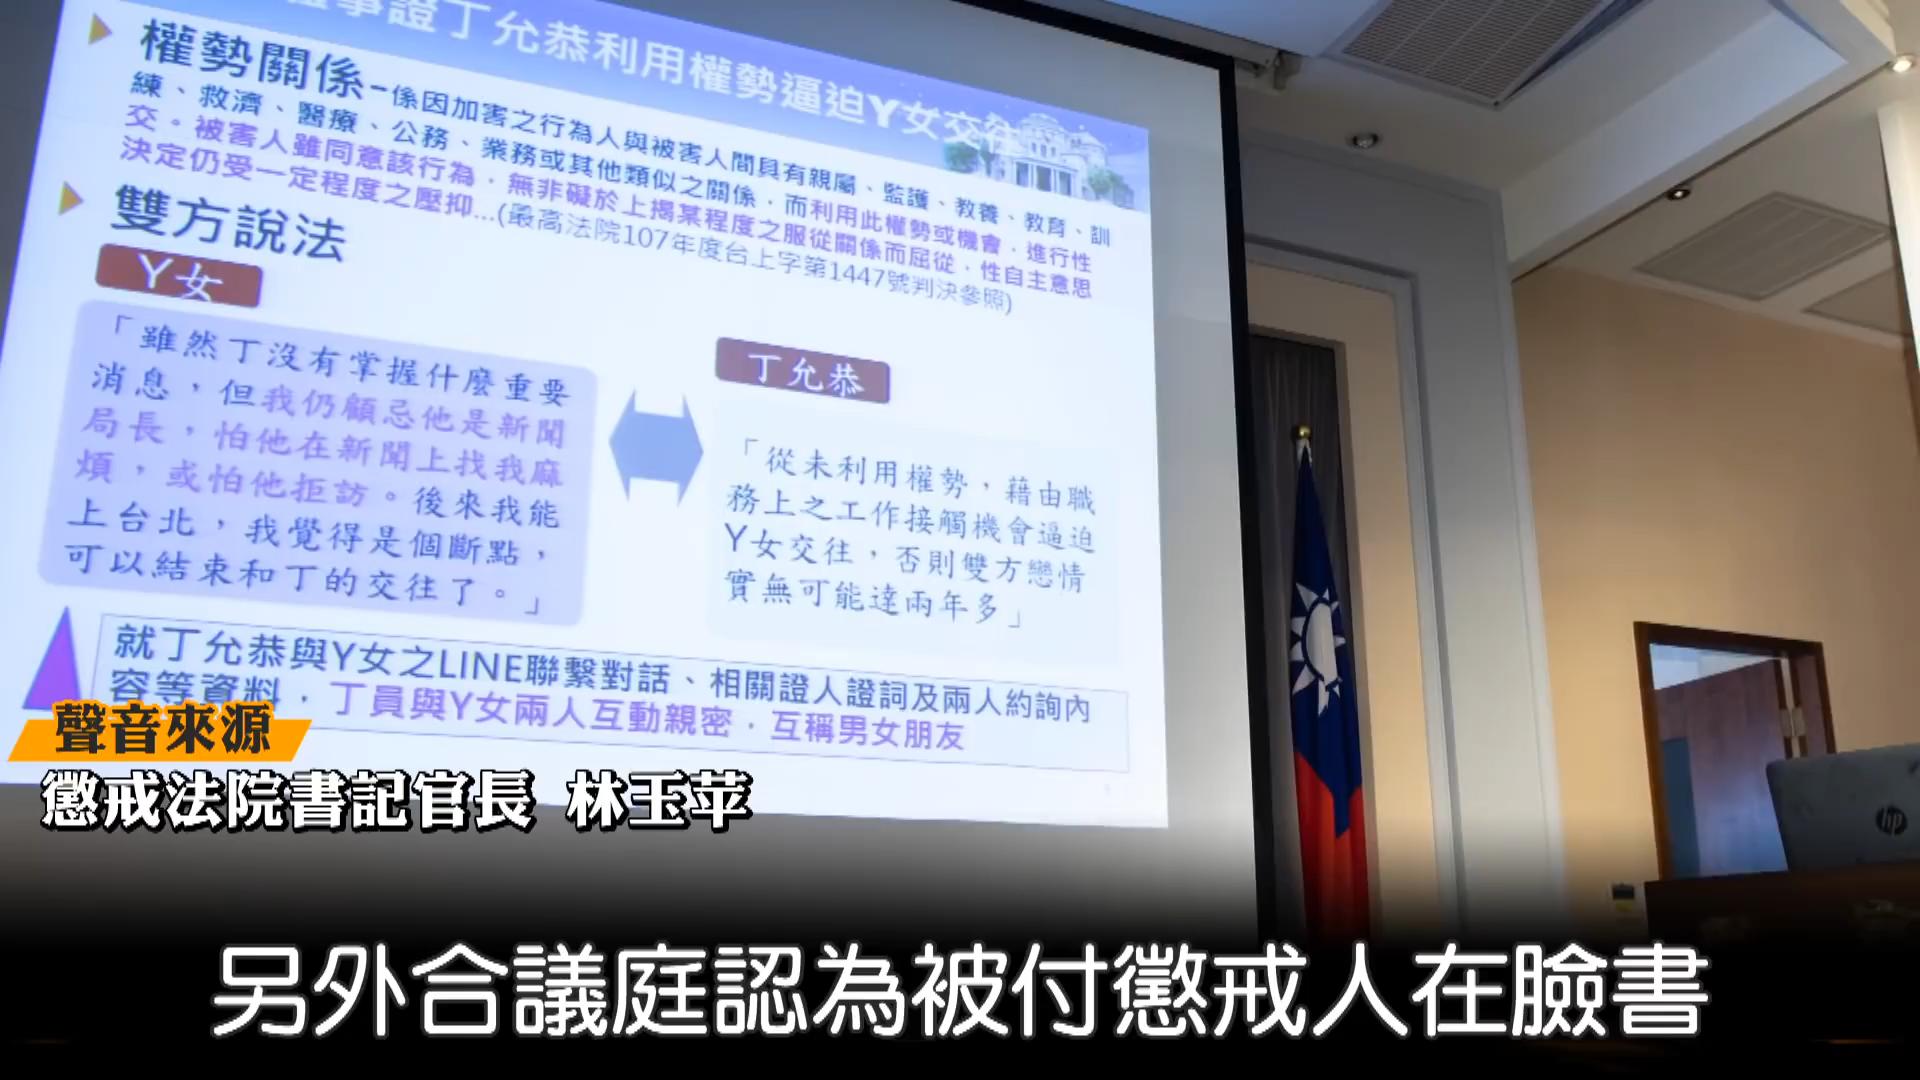 事證丁允恭利用權勢逼迫Y女交往
權勢關係-係因加害之行為人與被害人間具有親屬、監護、教養、教育、訓
練、救濟、醫療、公務、業務或其他類似之關係，而利用此權勢或機會，進行性
交。被害人雖同意該行為，無非礙於上揭某程度之服從關係而屈從，性自主意思
決定仍受一定程度之壓抑...(最高法院107年度台上字第1447號判決參照)
雙方說法
Y女
「雖然丁沒有掌握什麼重要
消息，但我仍顧忌他是新聞
局長，怕他在新聞上找我麻
煩，或怕他拒訪。後來我能
上台北，我覺得是個斷點，
可以結束和丁的交往了。」
丁允恭
「從未利用權勢，藉由職
務上之工作接觸機會逼迫
Y女交往，否則雙方戀情
實無可能達兩年多」
就丁允恭與Y女之LINE聯繫對話、相關證人證詞及兩人約詢內
容等資料，丁員與Y女兩人互動親密，互稱男女朋友
聲音來源
懲戒法院書記官長 林玉苹
hp
另外合議庭認為被付懲戒人在臉書